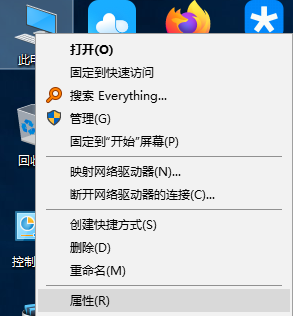 此电
打开(O)
固定到快速访问
搜索 Everything...
管理(G)
固定到"开始"屏幕(P)
回收
映射网络驱动器(N)...
断开网络驱动器的连接(C)...
创建快捷方式(S)
控制
删除(D)
重命名(M)
属性(R)